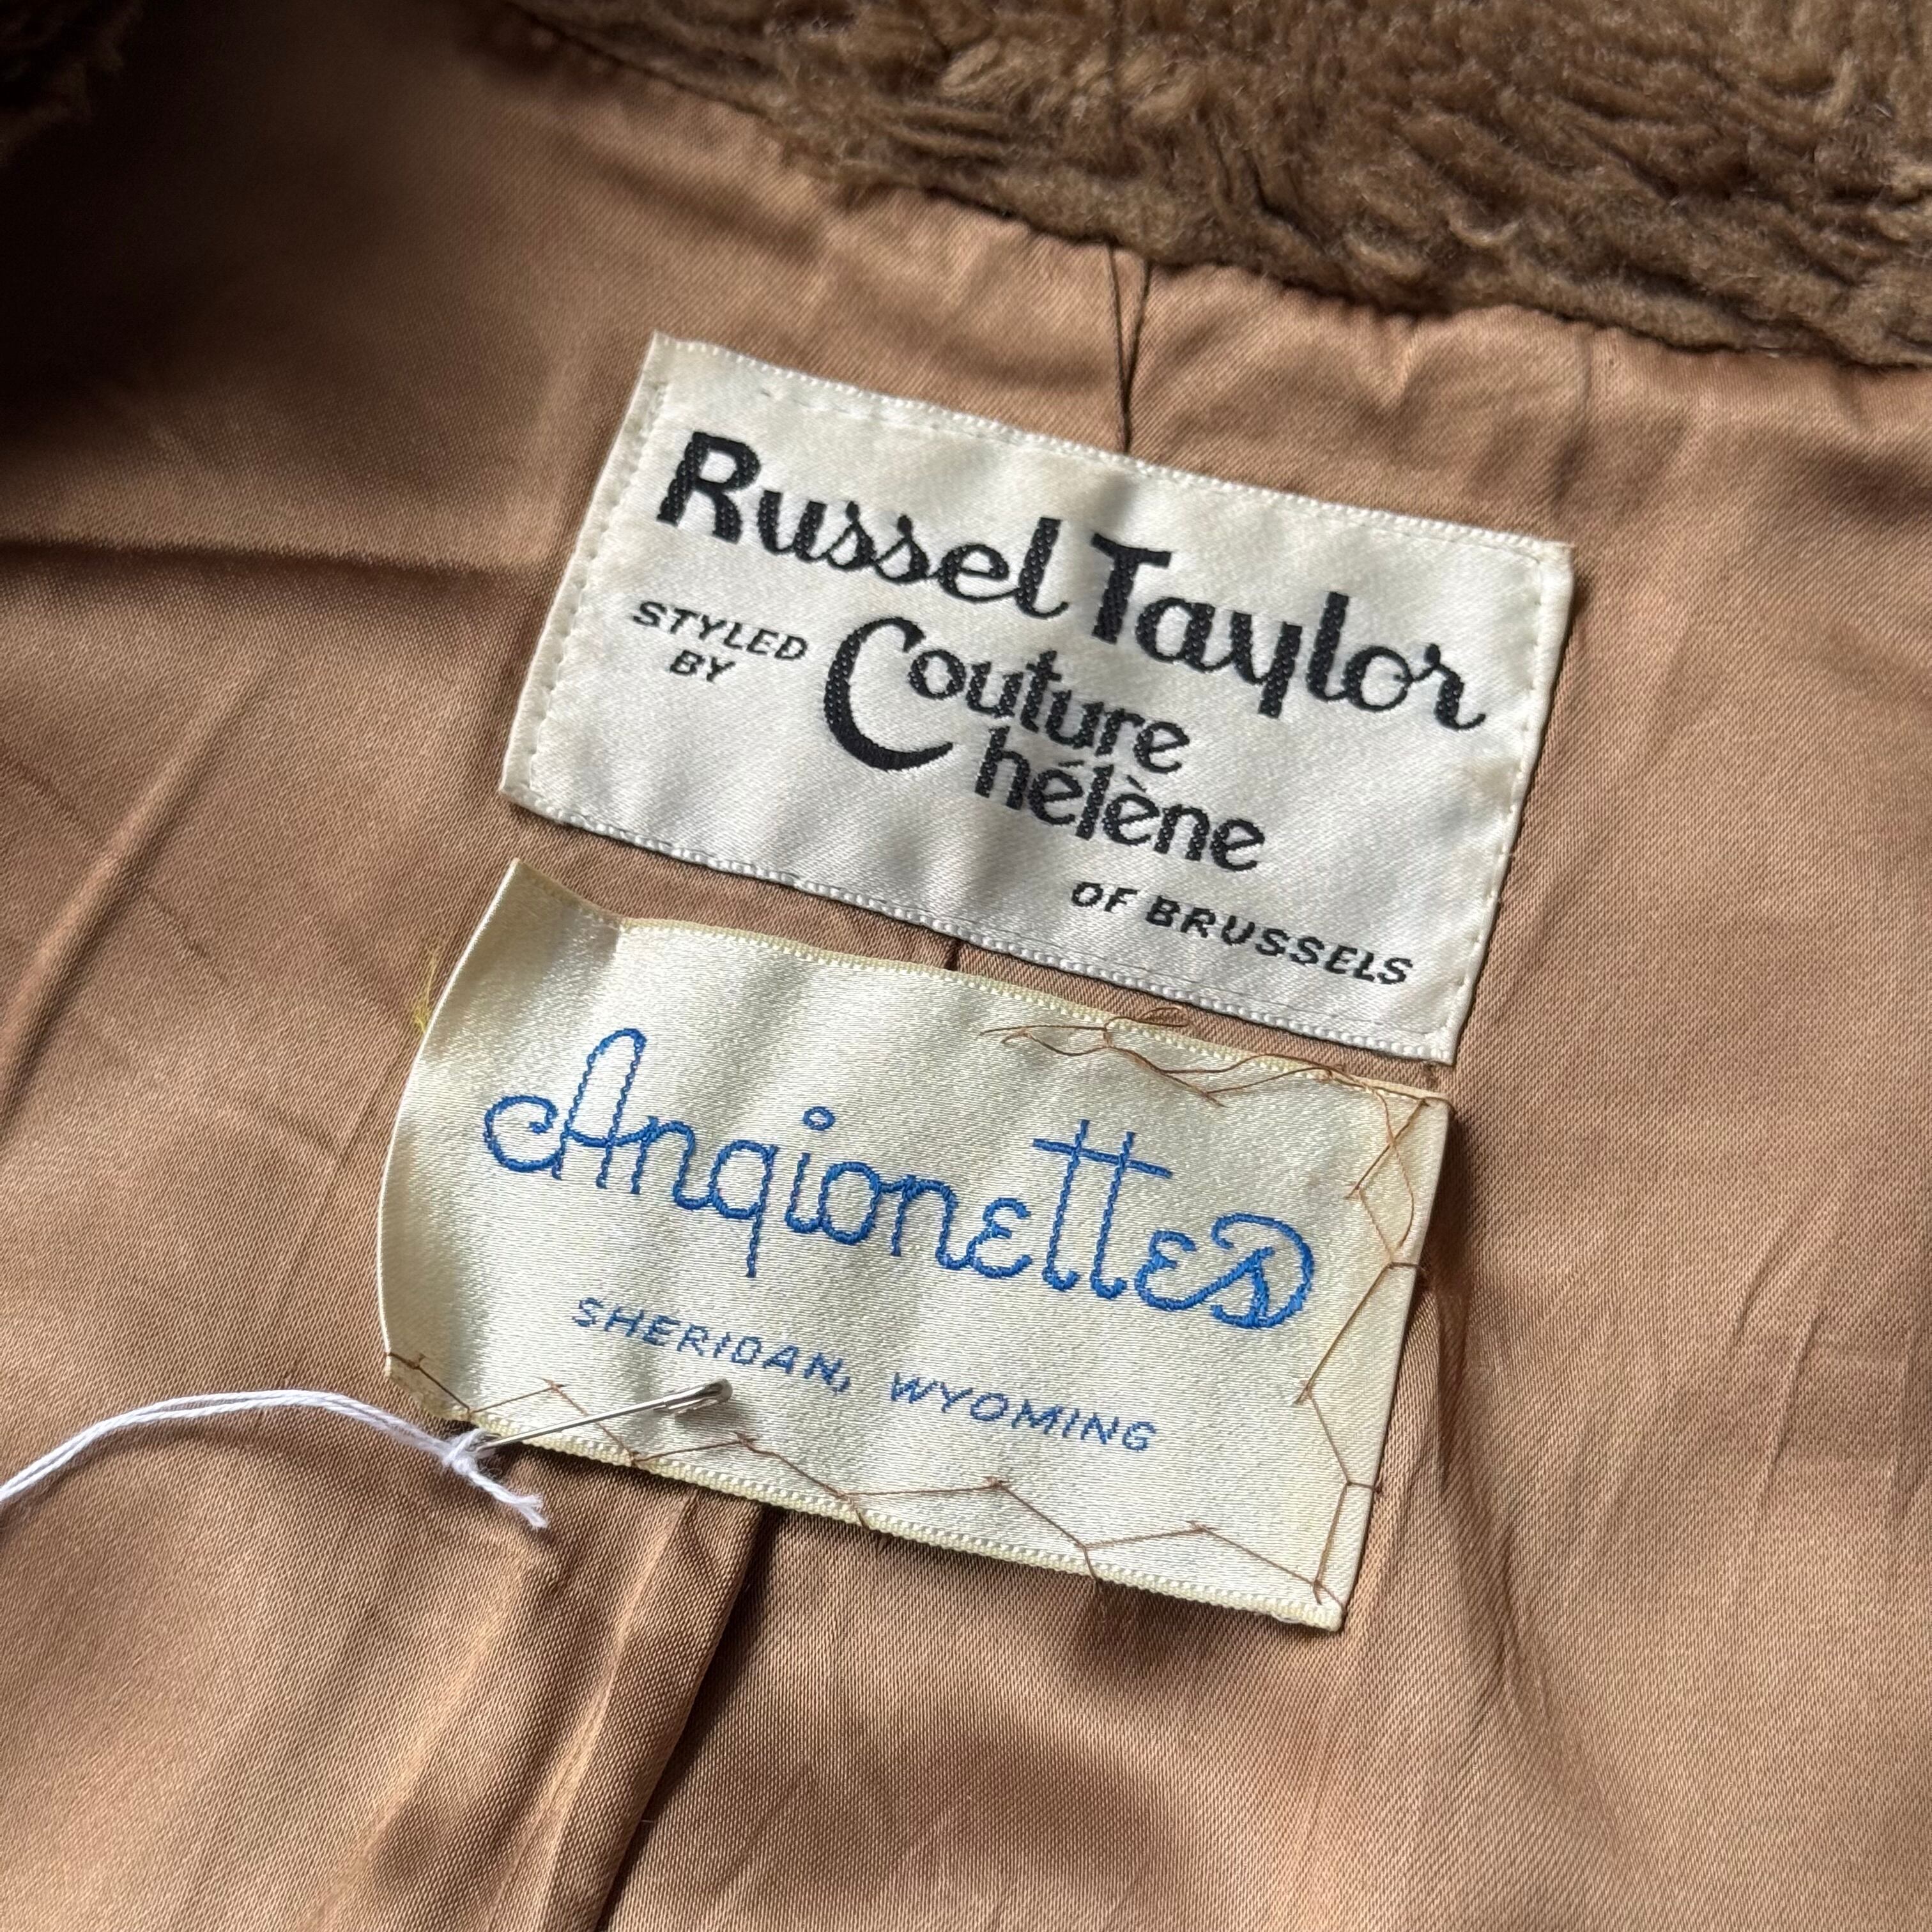 Russel Taylor
STYLED
BY
Couture
hélène
OF BRUSSELS
Angionettes
SHERIDAN, WYOMING